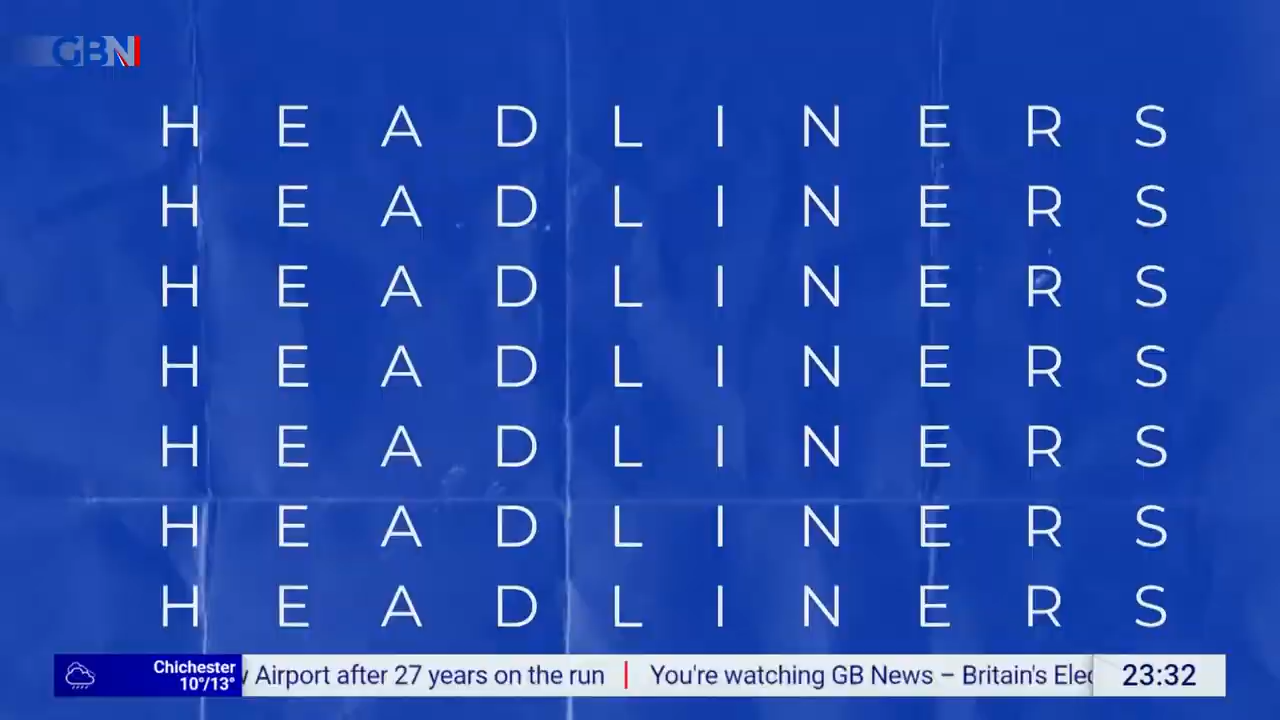 GBN
H E A D L I N E R S
H E A D L I N E R S
H E A D L I N E R S
H E A D L I N E R S
H E A D L I N E R S
H E A D L I N E R S
H E A D L I N E R S
Chichester
10°/13°
Airport after 27 years on the run | You're watching GB News – Britain's
23:32